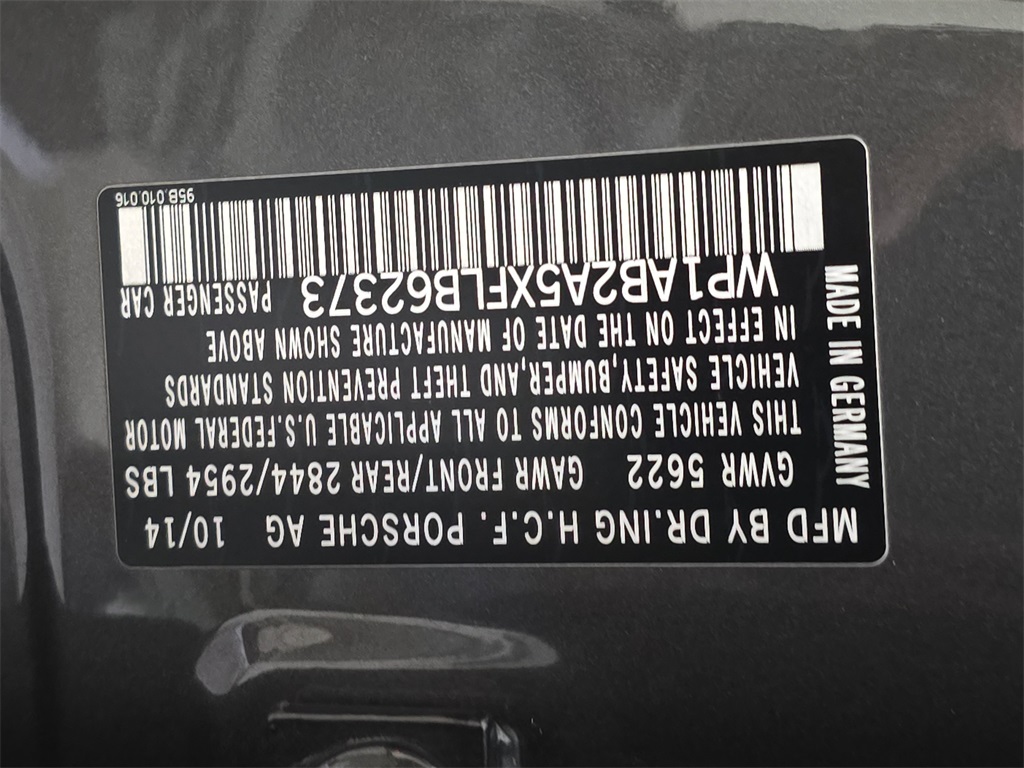 MFD BY DR.ING H.C.F. PORSCHE AG 10/14
GVWR 5622 GAWR FRONT/REAR 2844/2954 LBS
THIS VEHICLE CONFORMS TO ALL APPLICABLE U.S.FEDERAL MOTOR
VEHICLE SAFETY,BUMPER,AND THEFT PREVENTION STANDARDS
IN EFFECT ON THE DATE OF MANUFACTURE SHOWN ABOVE
WP1AB2A5XFLB62373 PASSENGER CAR
95B.010.016
MADE IN GERMANY